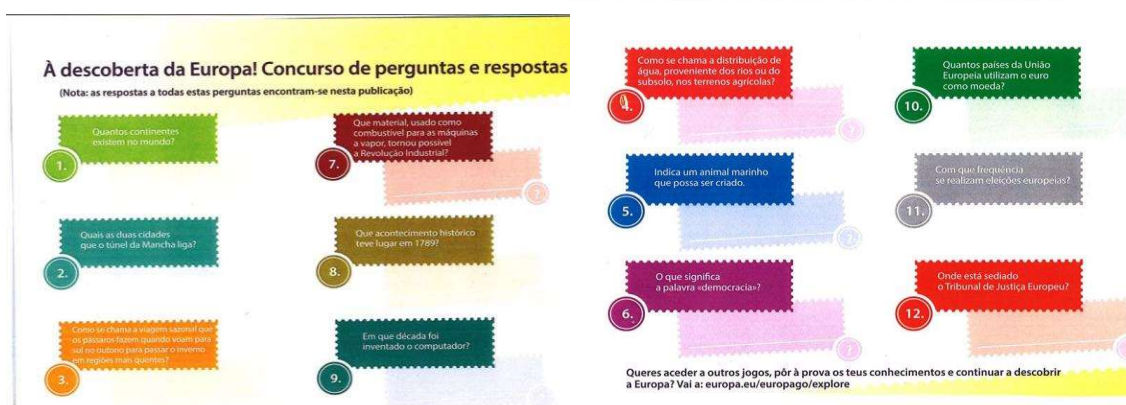 À descoberta da Europa! Concurso de perguntas e respostas
(Nota: as respostas a todas estas perguntas encontram-se nesta publicação)
Quantos continentes
existem no mundo?
1.
Quais as duas cidades
que o túnel da Mancha liga?
2.
Como se chama a viagem sazonal que
os pássaros fazem quando voam para
sul no outono para passar o inverno
em regiões mais quentes?
3.
Que material, usado como
combustível para as máquinas
a vapor, tornou possível
a Revolução Industrial?
7.
?
Que acontecimento histórico
teve lugar em 1789?
8.
Em que década foi
inventado o computador?
9.
Como se chama a distribuição de
água, proveniente dos rios ou do
subsolo, nos terrenos agrícolas?
4.
?
Indica um animal marinho
que possa ser criado.
5.
?
O que significa
a palavra «democracia»?
6.
?
Quantos países da União
Europeia utilizam o euro
como moeda?
10.
Com que frequência
se realizam eleições europeias?
11.
Onde está sediado
o Tribunal de Justiça Europeu?
12.
Queres aceder a outros jogos, pôr à prova os teus conhecimentos e continuar a descobrir
a Europa? Vai a: europa.eu/europago/explore